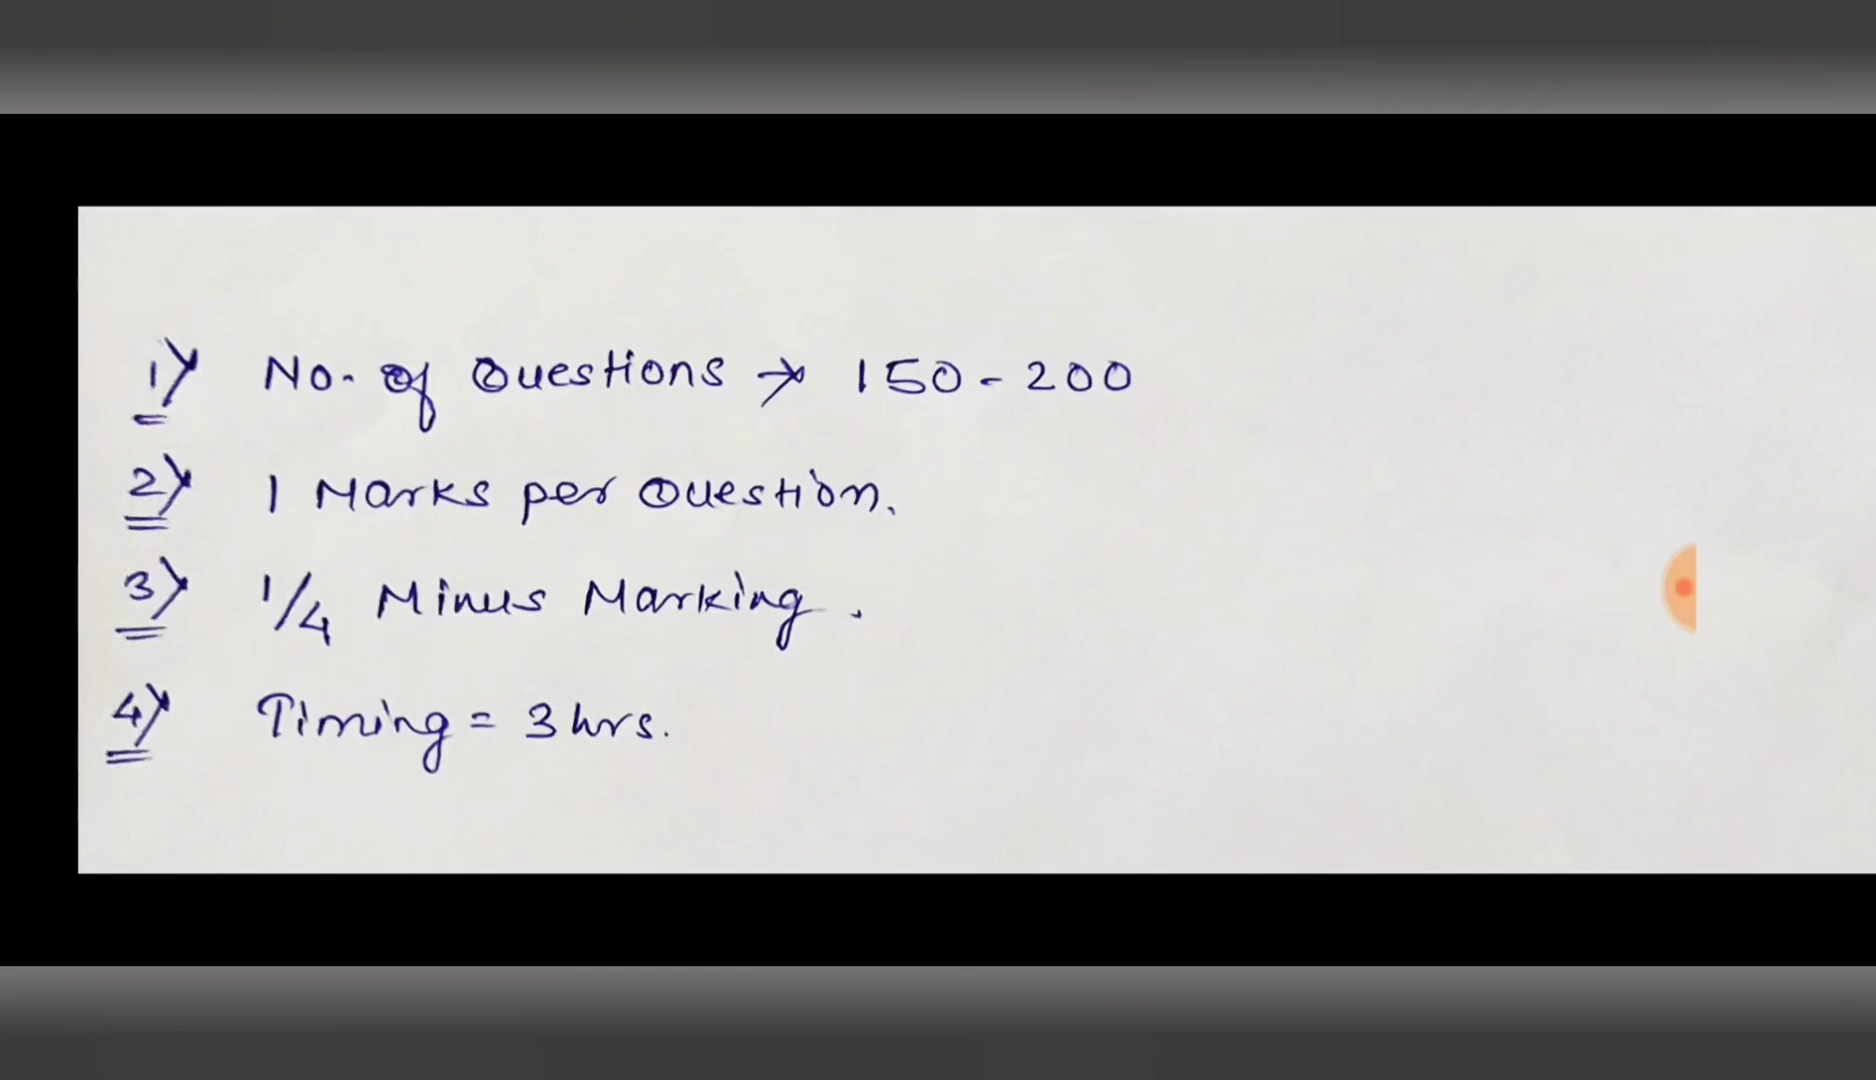 1) No. of Questions → 150 - 200
2) 1 Marks per Question.
3) 1/4 Minus Marking.
4) Timing = 3 hrs.